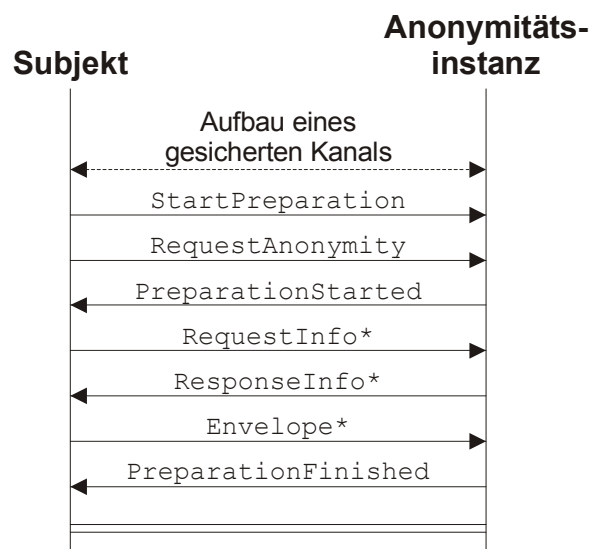 Anonymitäts-
Subjekt instanz
Aufbau eines
gesicherten Kanals
StartPreparation
RequestAnonymity
PreparationStarted
RequestInfo*
ResponseInfo*
Envelope*
PreparationFinished